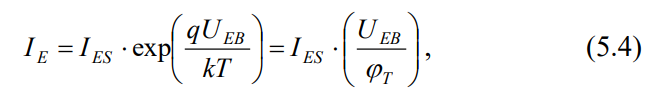 I_E = I_ES · exp(qU_EB / kT) = I_ES · (U_EB / φ_T), (5.4)